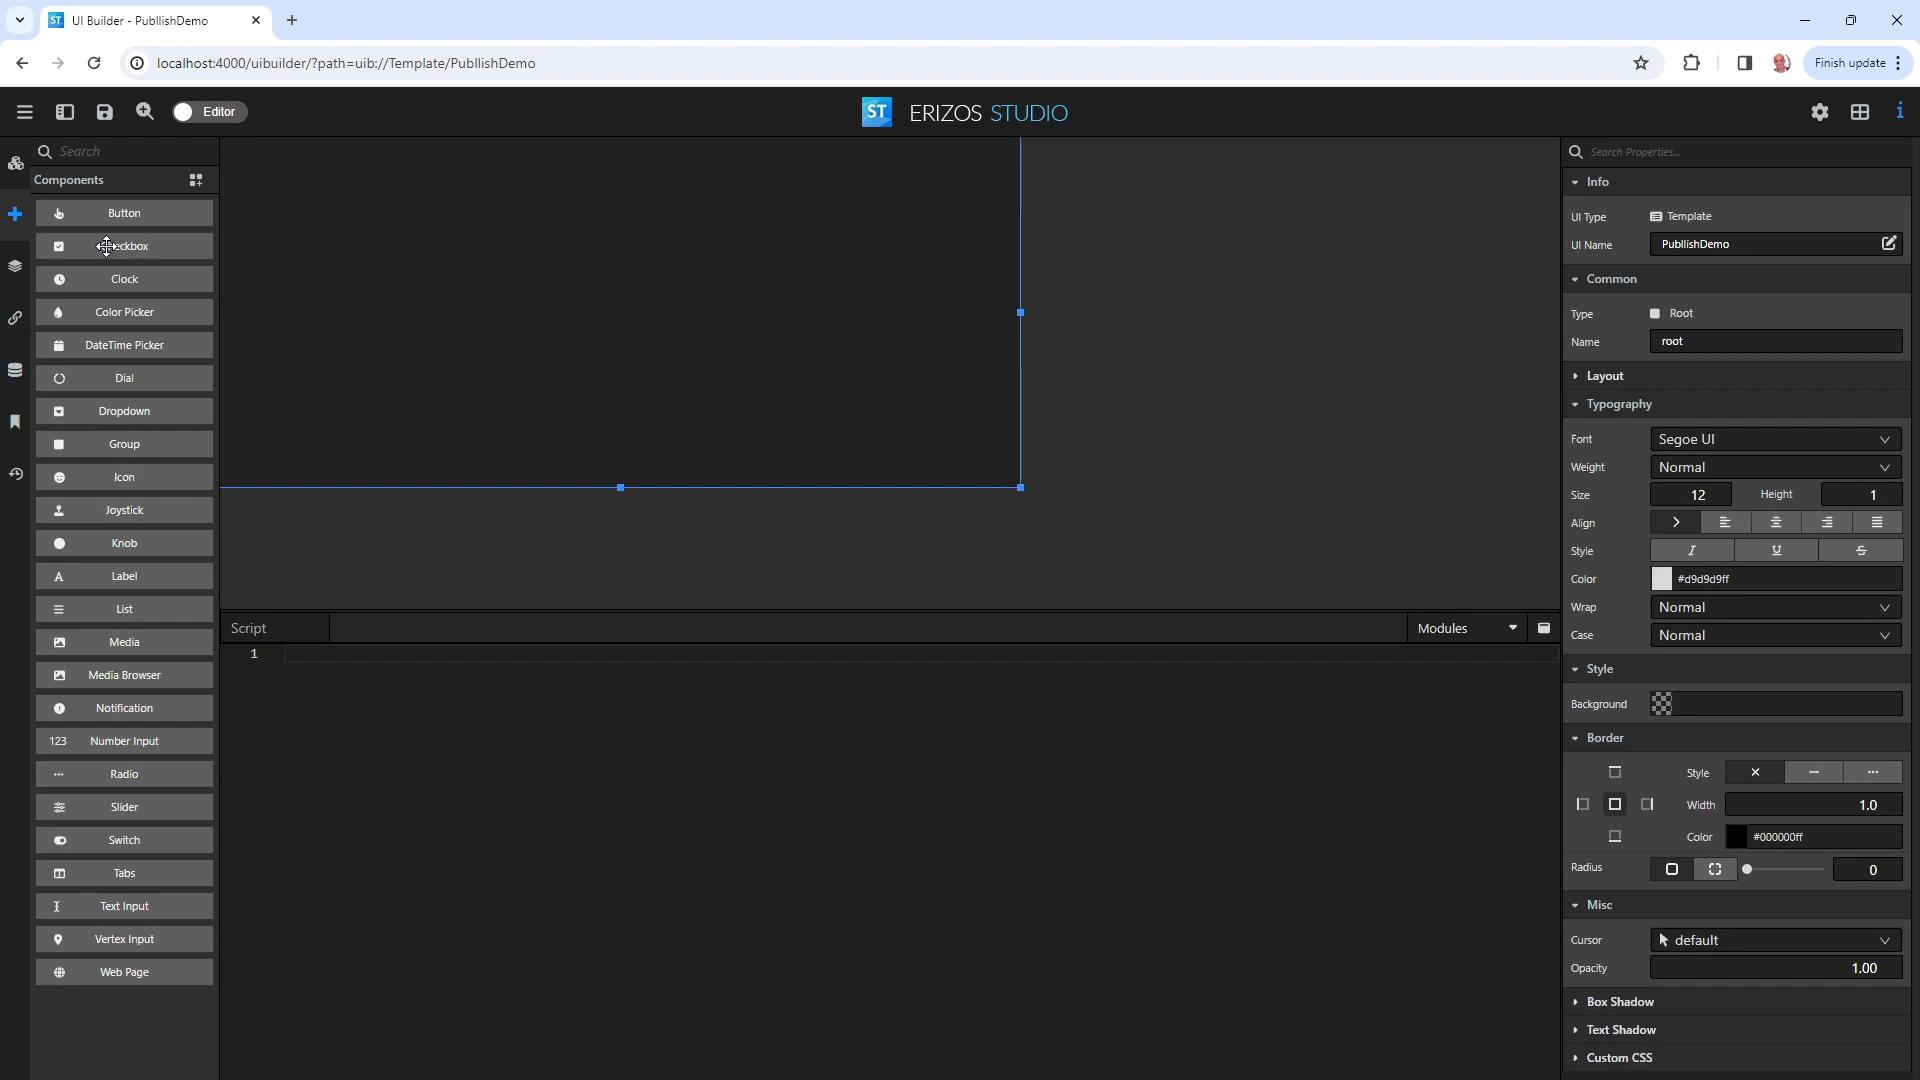 UI Builder - PubllishDemo
localhost:4000/uibuilder/?path=uib://Template/PubllishDemo
Finish update
Editor
ST ERIZOS STUDIO
Search
Components
Button
Clock
Color Picker
DateTime Picker
Dial
Dropdown
Group
Icon
Joystick
Knob
Label
List
Media
Media Browser
Notification
123 Number Input
Radio
Slider
Switch
Tabs
Text Input
Vertex Input
Web Page
Script
Modules
1
Search Properties...
Info
UI Type Template
UI Name PubllishDemo
Common
Type Root
Name root
Layout
Typography
Font Segoe UI
Weight Normal
Size 12 Height 1
Align
Style I U S
Color #d9d9d9ff
Wrap Normal
Case Normal
Style
Background
Border
Style
Width 1.0
Color #000000ff
Radius 0
Misc
Cursor default
Opacity 1.00
Box Shadow
Text Shadow
Custom CSS